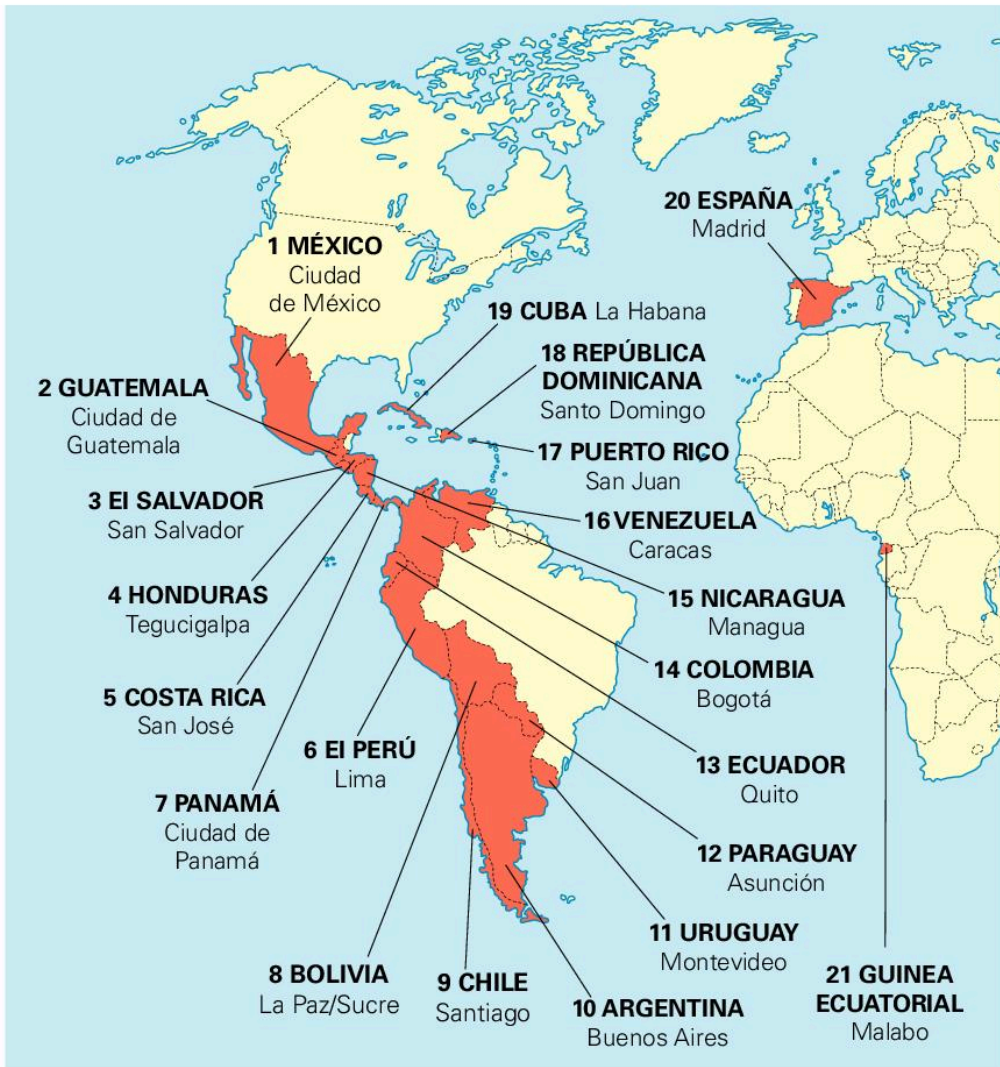 1 MÉXICO
Ciudad
de México
2 GUATEMALA
Ciudad de
Guatemala
3 El SALVADOR
San Salvador
4 HONDURAS
Tegucigalpa
5 COSTA RICA
San José
6 El PERÚ
Lima
7 PANAMÁ
Ciudad de
Panamá
8 BOLIVIA
La Paz/Sucre
9 CHILE
Santiago
10 ARGENTINA
Buenos Aires
11 URUGUAY
Montevideo
12 PARAGUAY
Asunción
13 ECUADOR
Quito
14 COLOMBIA
Bogotá
15 NICARAGUA
Managua
16 VENEZUELA
Caracas
17 PUERTO RICO
San Juan
18 REPÚBLICA
DOMINICANA
Santo Domingo
19 CUBA La Habana
20 ESPAÑA
Madrid
21 GUINEA
ECUATORIAL
Malabo